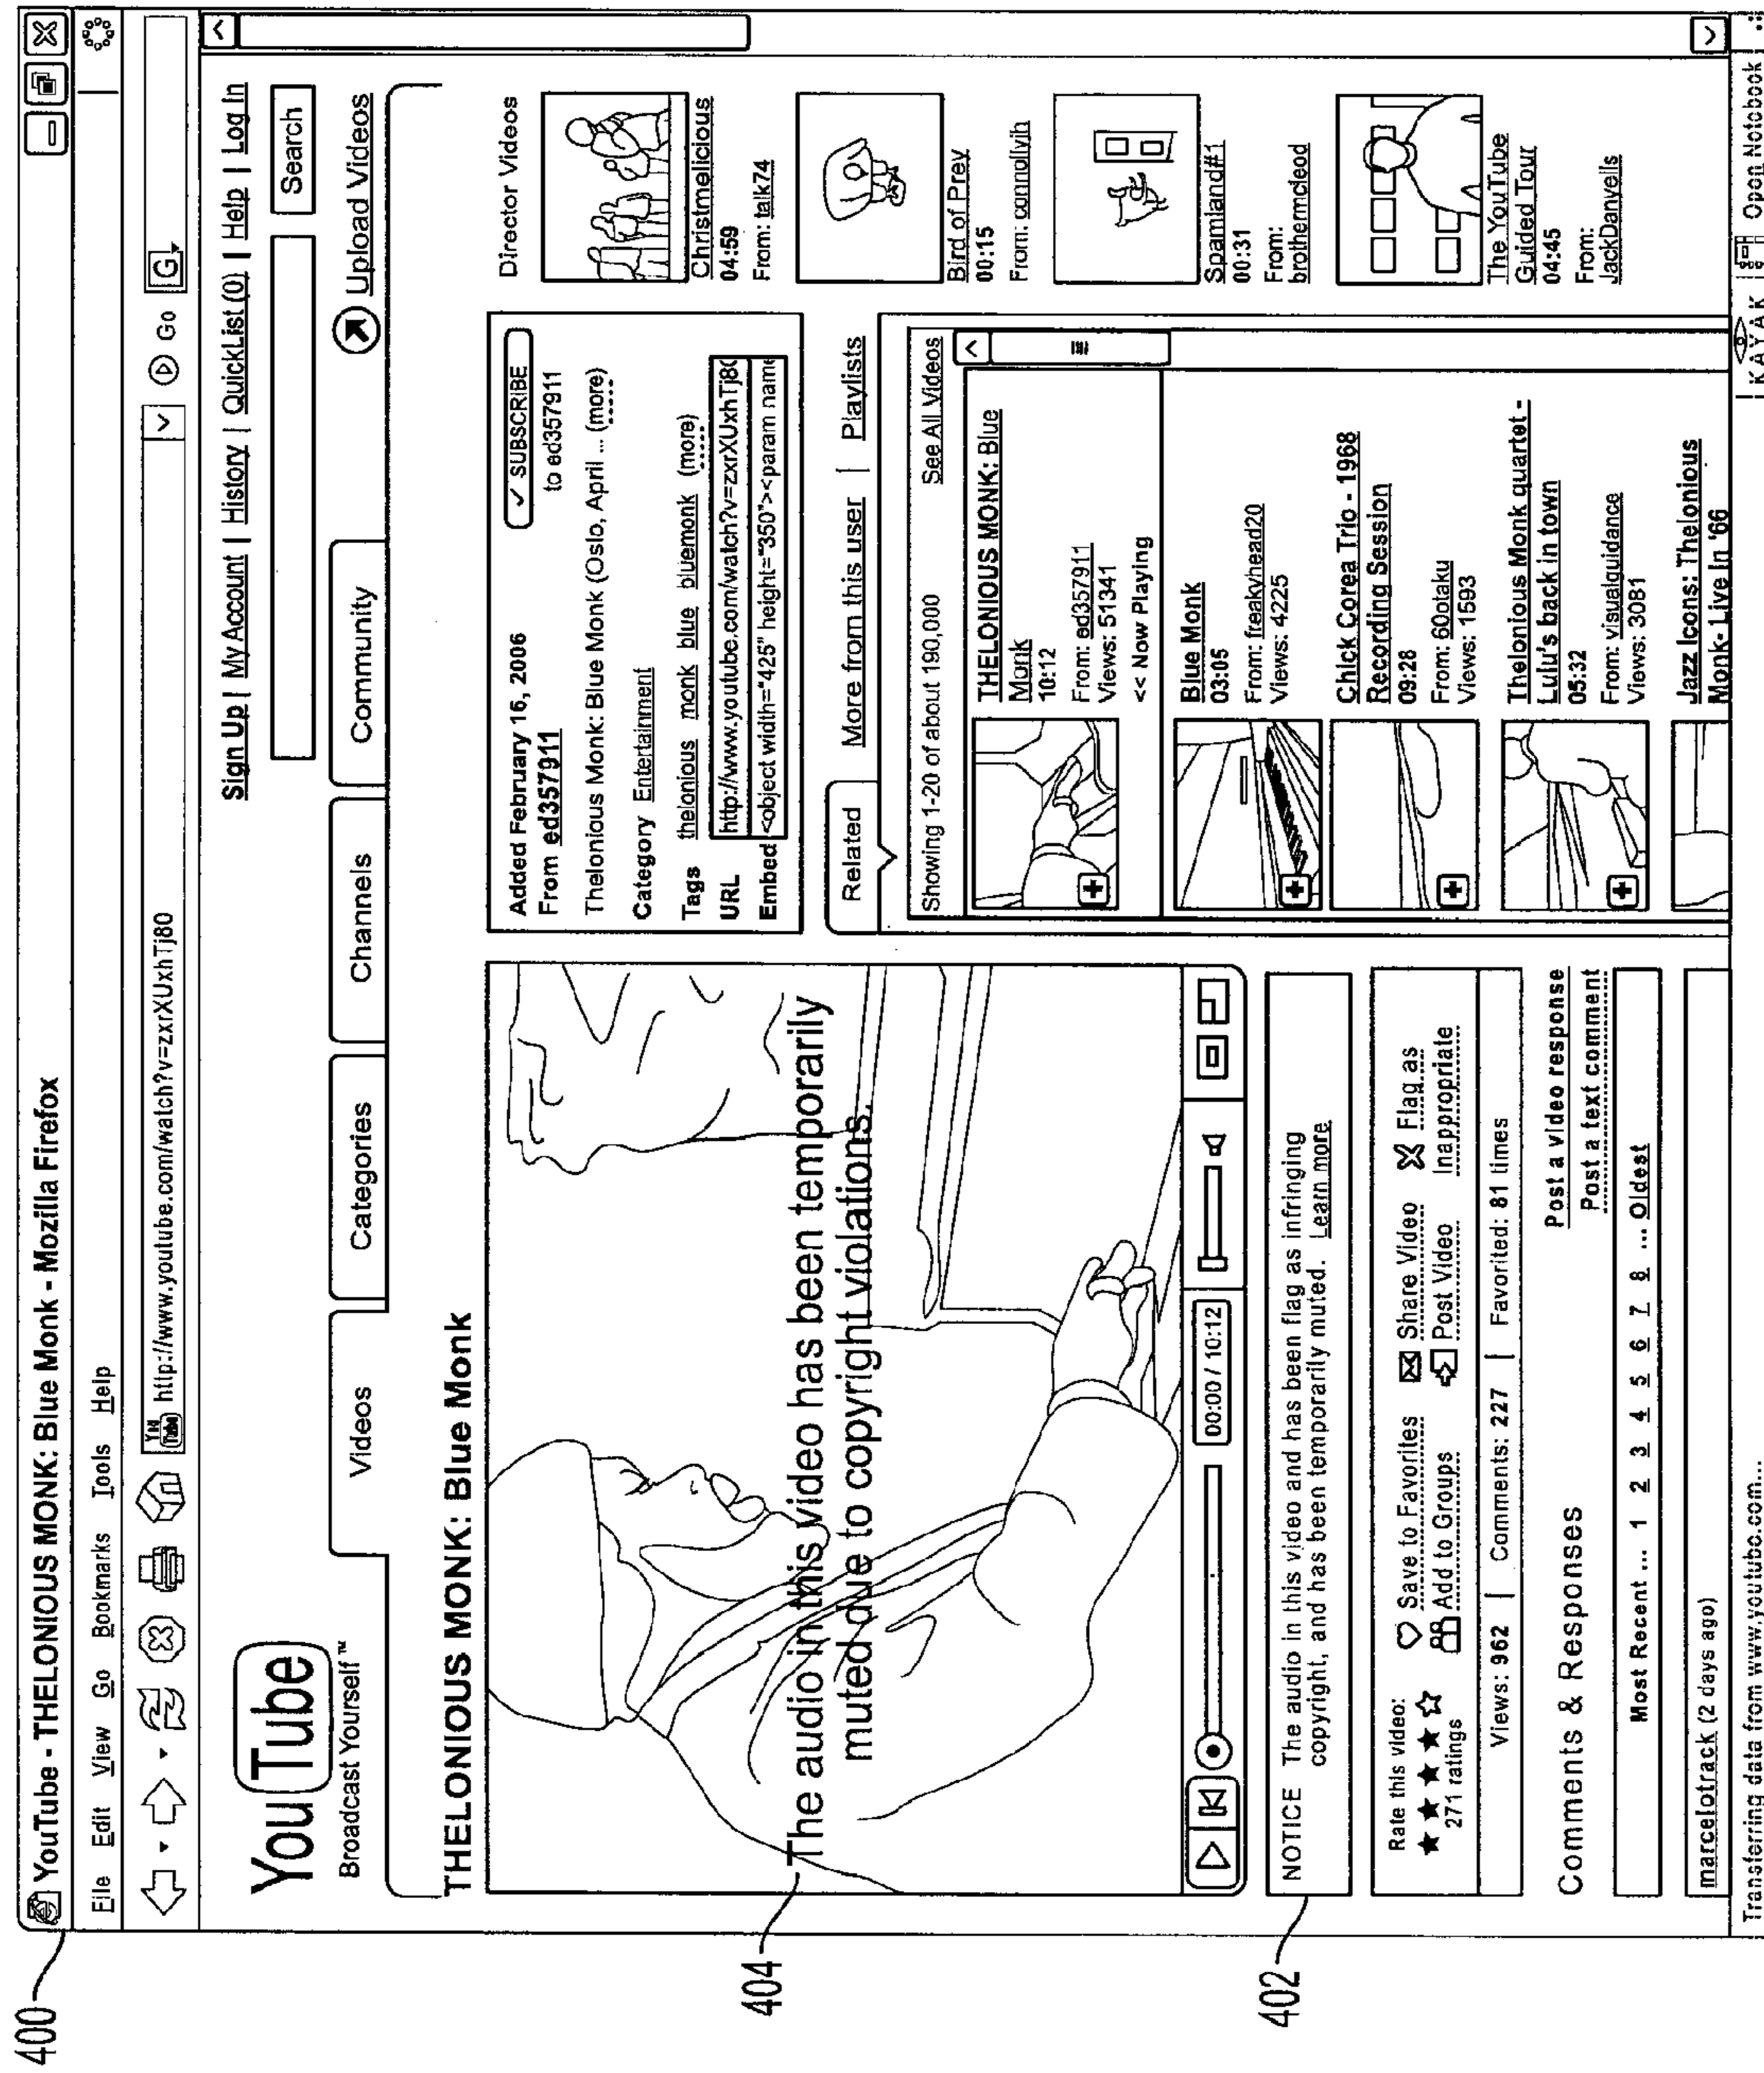 400
YouTube - THELONIOUS MONK: Blue Monk - Mozilla Firefox
File Edit View Go Bookmarks Tools Help
http://www.youtube.com/watch?v=zxrXUxhTj80
Go
G
YouTube
Broadcast Yourself ™
Sign Up | My Account | History | QuickList (0) | Help | Log In
Search
Videos
Categories
Channels
Community
Upload Videos
THELONIOUS MONK: Blue Monk
404
The audio in this video has been temporarily
muted due to copyright violations.
00:00 / 10:12
402
NOTICE The audio in this video and has been flag as infringing
copyright, and has been temporarily muted. Learn more
Rate this video:
271 ratings
Save to Favorites
Add to Groups
Share Video
Post Video
Flag as
Inappropriate
Views: 962 | Comments: 227 | Favorited: 81 times
Comments & Responses
Post a video response
Post a text comment
Most Recent ... 1 2 3 4 5 6 7 8 ... Oldest
marcelotrack (2 days ago)
Added February 16, 2006
From ed357911
SUBSCRIBE
to ed357911
Thelonious Monk: Blue Monk (Oslo, April ... (more)
Category Entertainment
Tags thelonious monk blue bluemonk (more)
URL http://www.youtube.com/watch?v=zxrXUxhTj8(
Embed <object width="425" height="350"><param name
Related
More from this user | Playlists
Showing 1-20 of about 190,000
See All Videos
THELONIOUS MONK: Blue
Monk
10:12
From: ed357911
Views: 51341
<< Now Playing
Blue Monk
03:05
From: freakyhead20
Views: 4225
Chick Corea Trio - 1968
Recording Session
09:28
From: 60otaku
Views: 1593
Thelonious Monk quartet -
Lulu's back in town
05:32
From: visualguidance
Views: 3081
Jazz Icons: Thelonious
Monk- Live In '66
Director Videos
Christmelicious
04:59
From: talk74
Bird of Prey
00:15
From: connollyjh
Spamland#1
00:31
From:
brothermcleod
The YouTube
Guided Tour
04:45
From:
JackDanyells
Transferring data from www.youtube.com...
KAYAK
Open Notebook